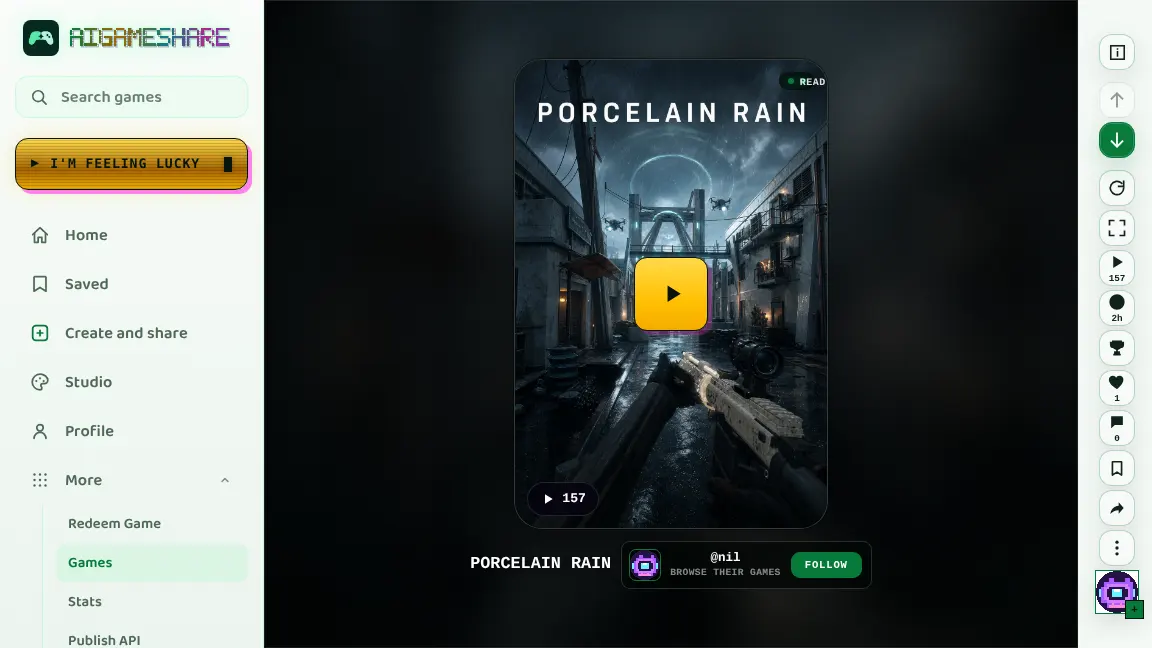 AIGAMESHARE
Search games
I'M FEELING LUCKY
Home
Saved
Create and share
Studio
Profile
More
Redeem Game
Games
Stats
Publish API
READ
PORCELAIN RAIN
157
PORCELAIN RAIN
@nil
BROWSE THEIR GAMES
FOLLOW
157
2h
1
0